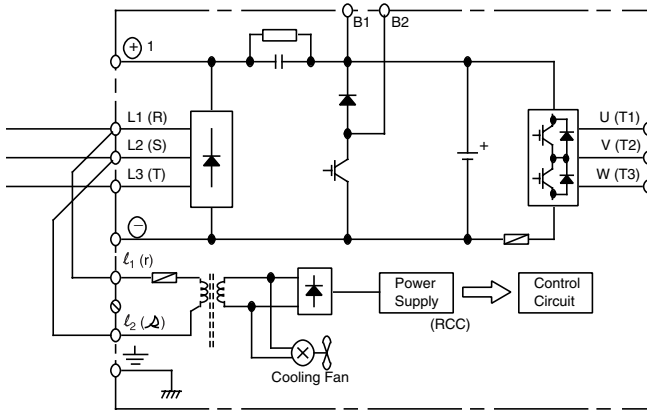 B1
B2
⊕ 1
L1 (R)
L2 (S)
L3 (T)
U (T1)
V (T2)
W (T3)
+
⊖
ℓ1 (r)
ℓ2 (s)
Power
Supply
(RCC)
Control
Circuit
Cooling Fan